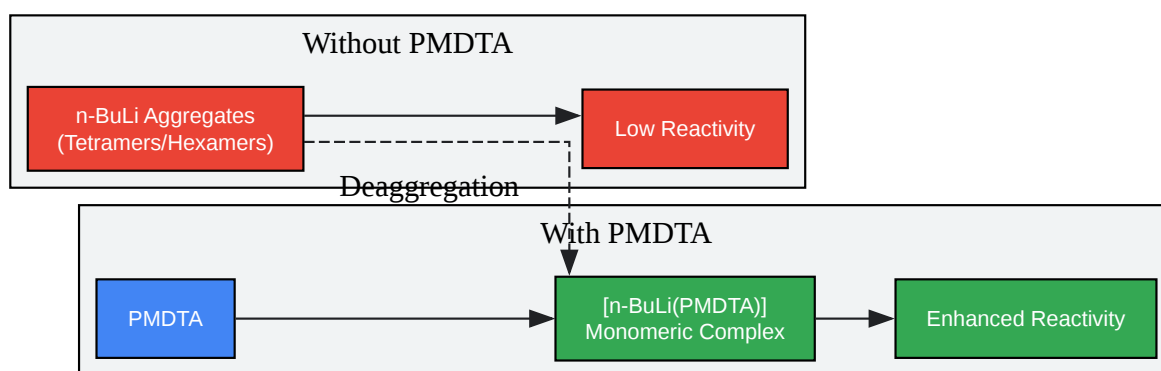 Without PMDTA
n-BuLi Aggregates
(Tetramers/Hexamers)
Low Reactivity
Deaggregation
With PMDTA
PMDTA
[n-BuLi(PMDTA)]
Monomeric Complex
Enhanced Reactivity